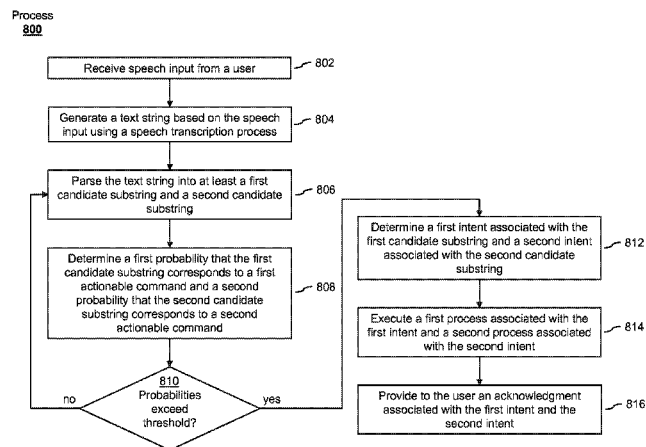 Process
800
Receive speech input from a user
802
Generate a text string based on the speech
input using a speech transcription process
804
Parse the text string into at least a first
candidate substring and a second candidate
substring
806
Determine a first probability that the first
candidate substring corresponds to a first
actionable command and a second
probability that the second candidate
substring corresponds to a second
actionable command
808
810
Probabilities
exceed
threshold?
no
yes
Determine a first intent associated with the
first candidate substring and a second intent
associated with the second candidate
substring
812
Execute a first process associated with the
first intent and a second process associated
with the second intent
814
Provide to the user an acknowledgment
associated with the first intent and the
second intent
816